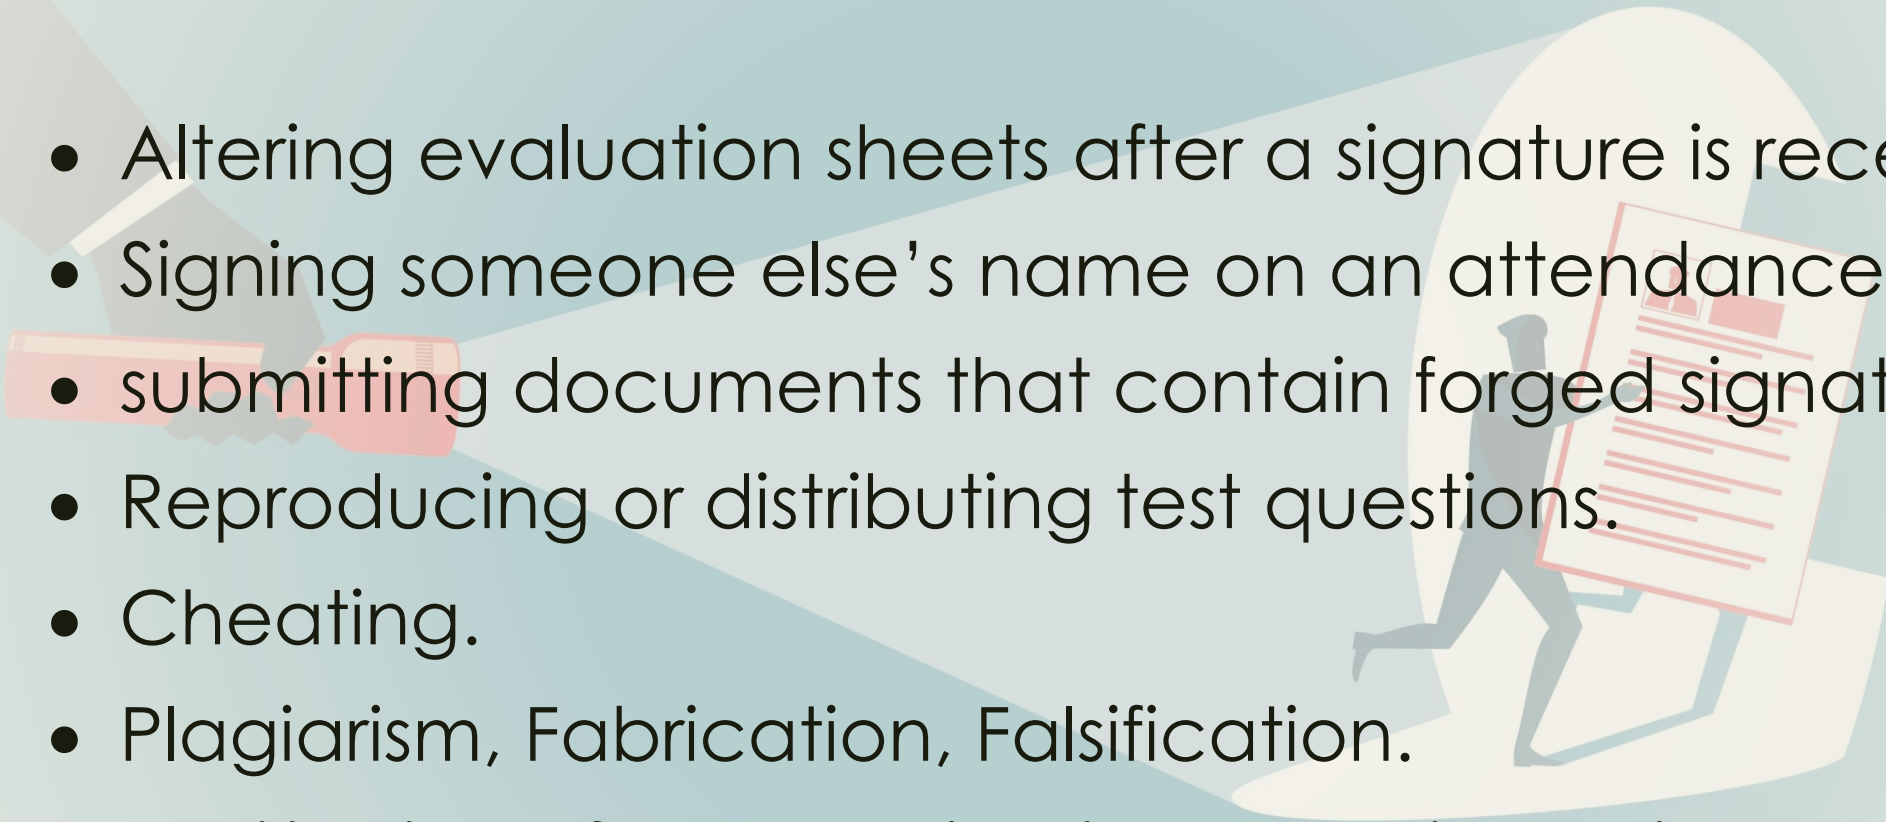 • Altering evaluation sheets after a signature is rece
• Signing someone else’s name on an attendance
• submitting documents that contain forged signat
• Reproducing or distributing test questions.
• Cheating.
• Plagiarism, Fabrication, Falsification.